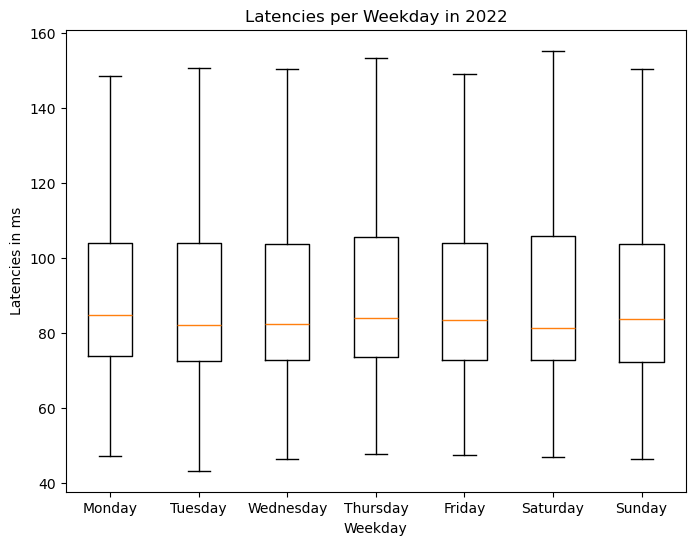 Latencies per Weekday in 2022
160
140
120
100
80
60
40
Latencies in ms
Monday Tuesday Wednesday Thursday Friday Saturday Sunday
Weekday